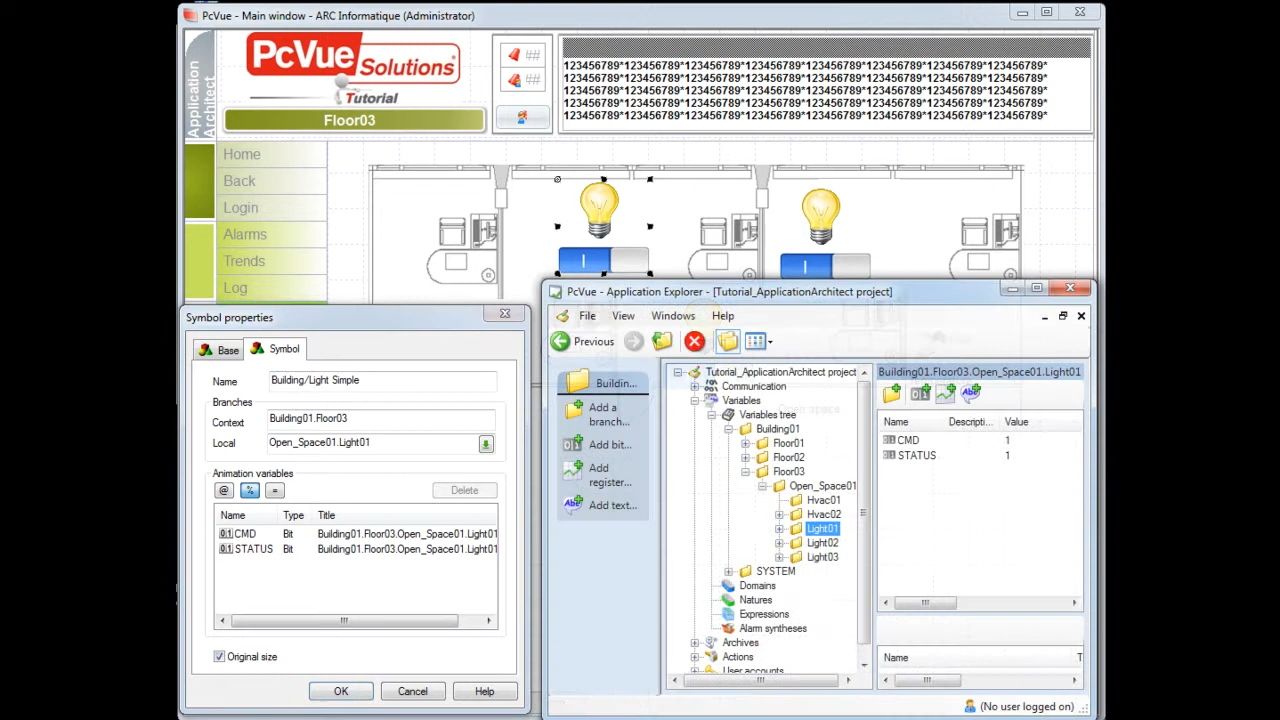 PcVue - Main window - ARC Informatique (Administrator)
Application
Architect
PcVue Solutions
Tutorial
Floor03
##
##
123456789*123456789*123456789*123456789*123456789*123456789*123456789*123456789*
123456789*123456789*123456789*123456789*123456789*123456789*123456789*123456789*
123456789*123456789*123456789*123456789*123456789*123456789*123456789*123456789*
123456789*123456789*123456789*123456789*123456789*123456789*123456789*123456789*
123456789*123456789*123456789*123456789*123456789*123456789*123456789*123456789*
Home
Back
Login
Alarms
Trends
Log
Symbol properties
Base
Symbol
Name
Building/Light Simple
Branches
Context
Building01.Floor03
Local
Open_Space01.Light01
Animation variables
@
%
=
Delete
Name Type Title
CMD Bit Building01.Floor03.Open_Space01.Light01
STATUS Bit Building01.Floor03.Open_Space01.Light01
Original size
OK
Cancel
Help
PcVue - Application Explorer - [Tutorial_ApplicationArchitect project]
File View Windows Help
Previous
Buildin...
Add a
branch...
Add bit...
Add
register...
Add text...
Tutorial_ApplicationArchitect project
Communication
Variables
Variables tree
Building01
Floor01
Floor02
Floor03
Open_Space01
Hvac01
Hvac02
Light01
Light02
Light03
SYSTEM
Domains
Natures
Expressions
Alarm syntheses
Archives
Actions
User accounts
Open space
Building01.Floor03.Open_Space01.Light01
Name Descripti... Value
CMD 1
STATUS 1
Name T
(No user logged on)